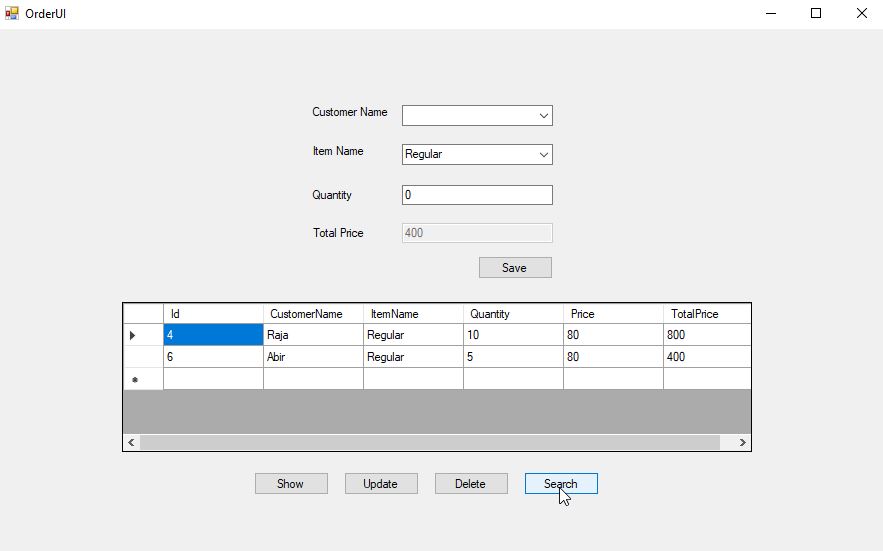 OrderUI
Customer Name
Item Name Regular
Quantity 0
Total Price 400
Save
Id CustomerName ItemName Quantity Price TotalPrice
4 Raja Regular 10 80 800
6 Abir Regular 5 80 400
Show Update Delete Search